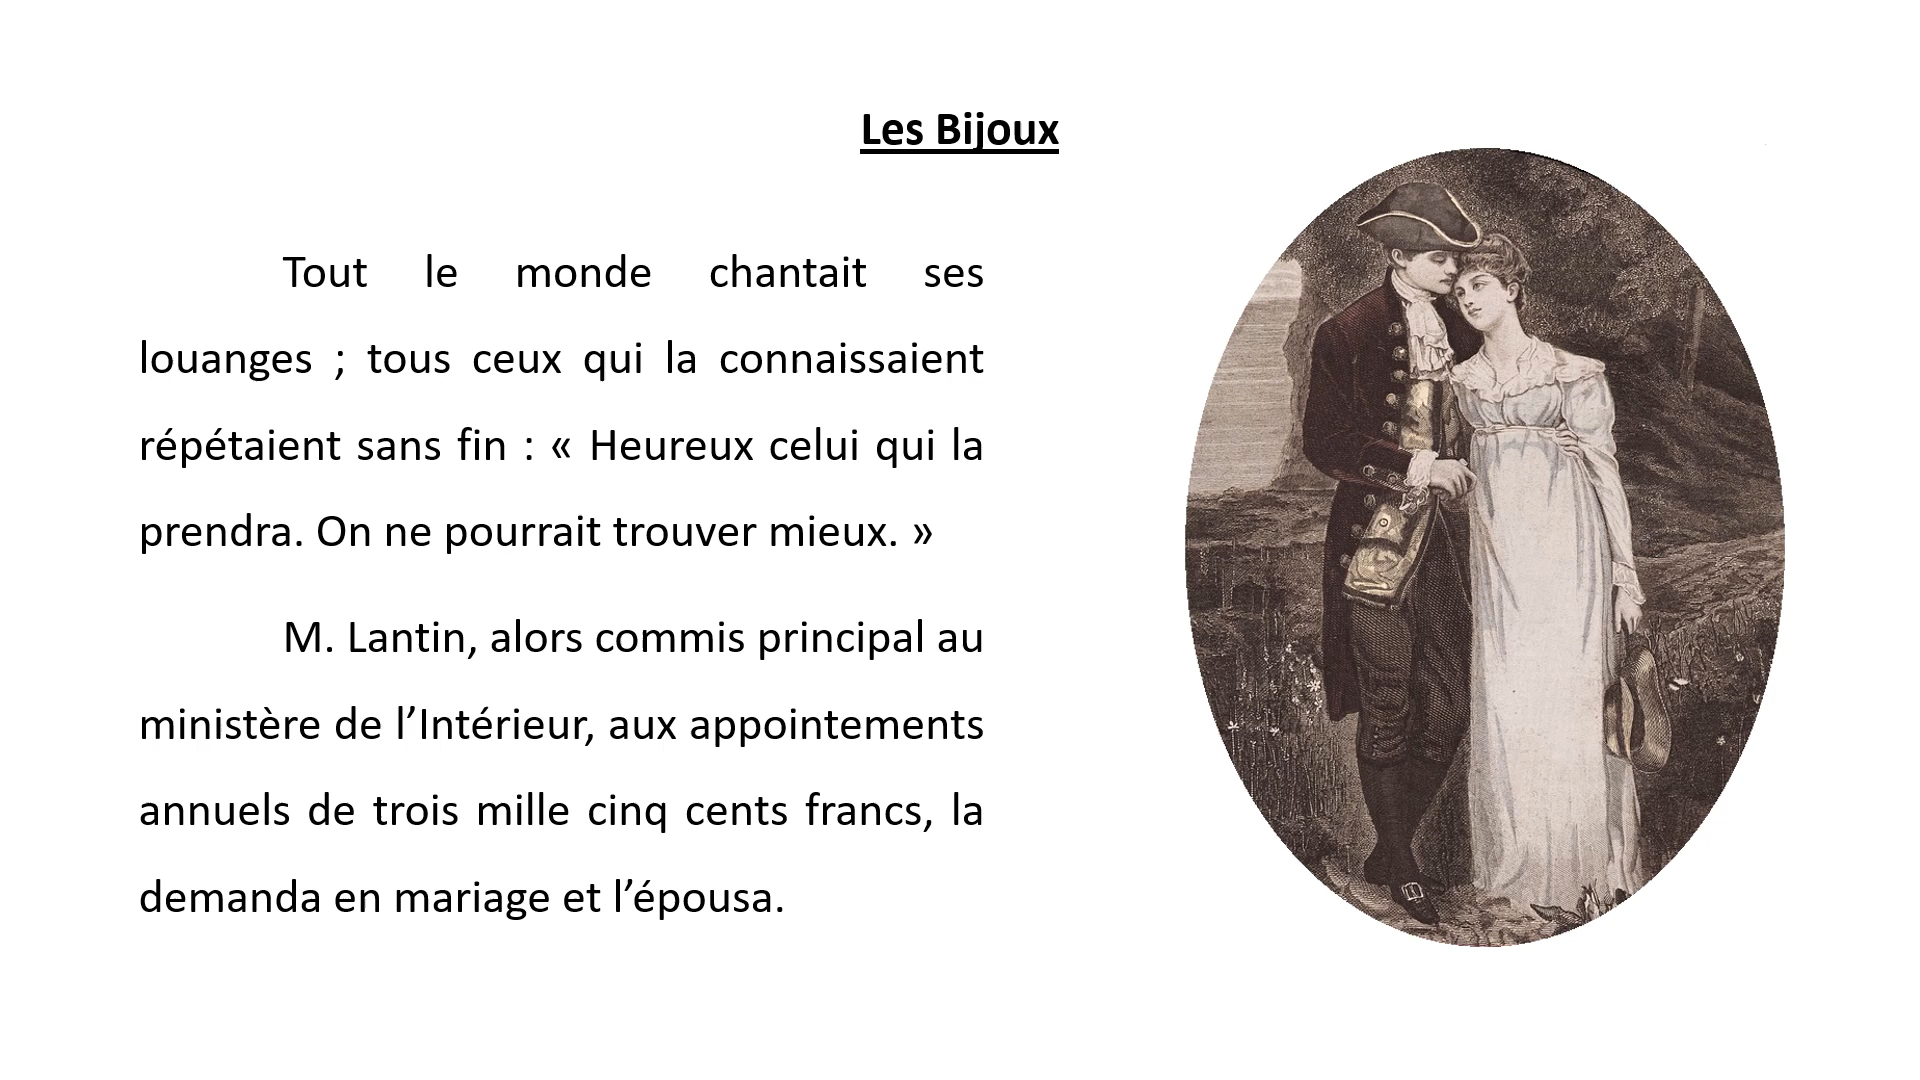 Les Bijoux
Tout le monde chantait ses
louanges ; tous ceux qui la connaissaient
répétaient sans fin : « Heureux celui qui la
prendra. On ne pourrait trouver mieux. »
M. Lantin, alors commis principal au
ministère de l’Intérieur, aux appointements
annuels de trois mille cinq cents francs, la
demanda en mariage et l’épousa.